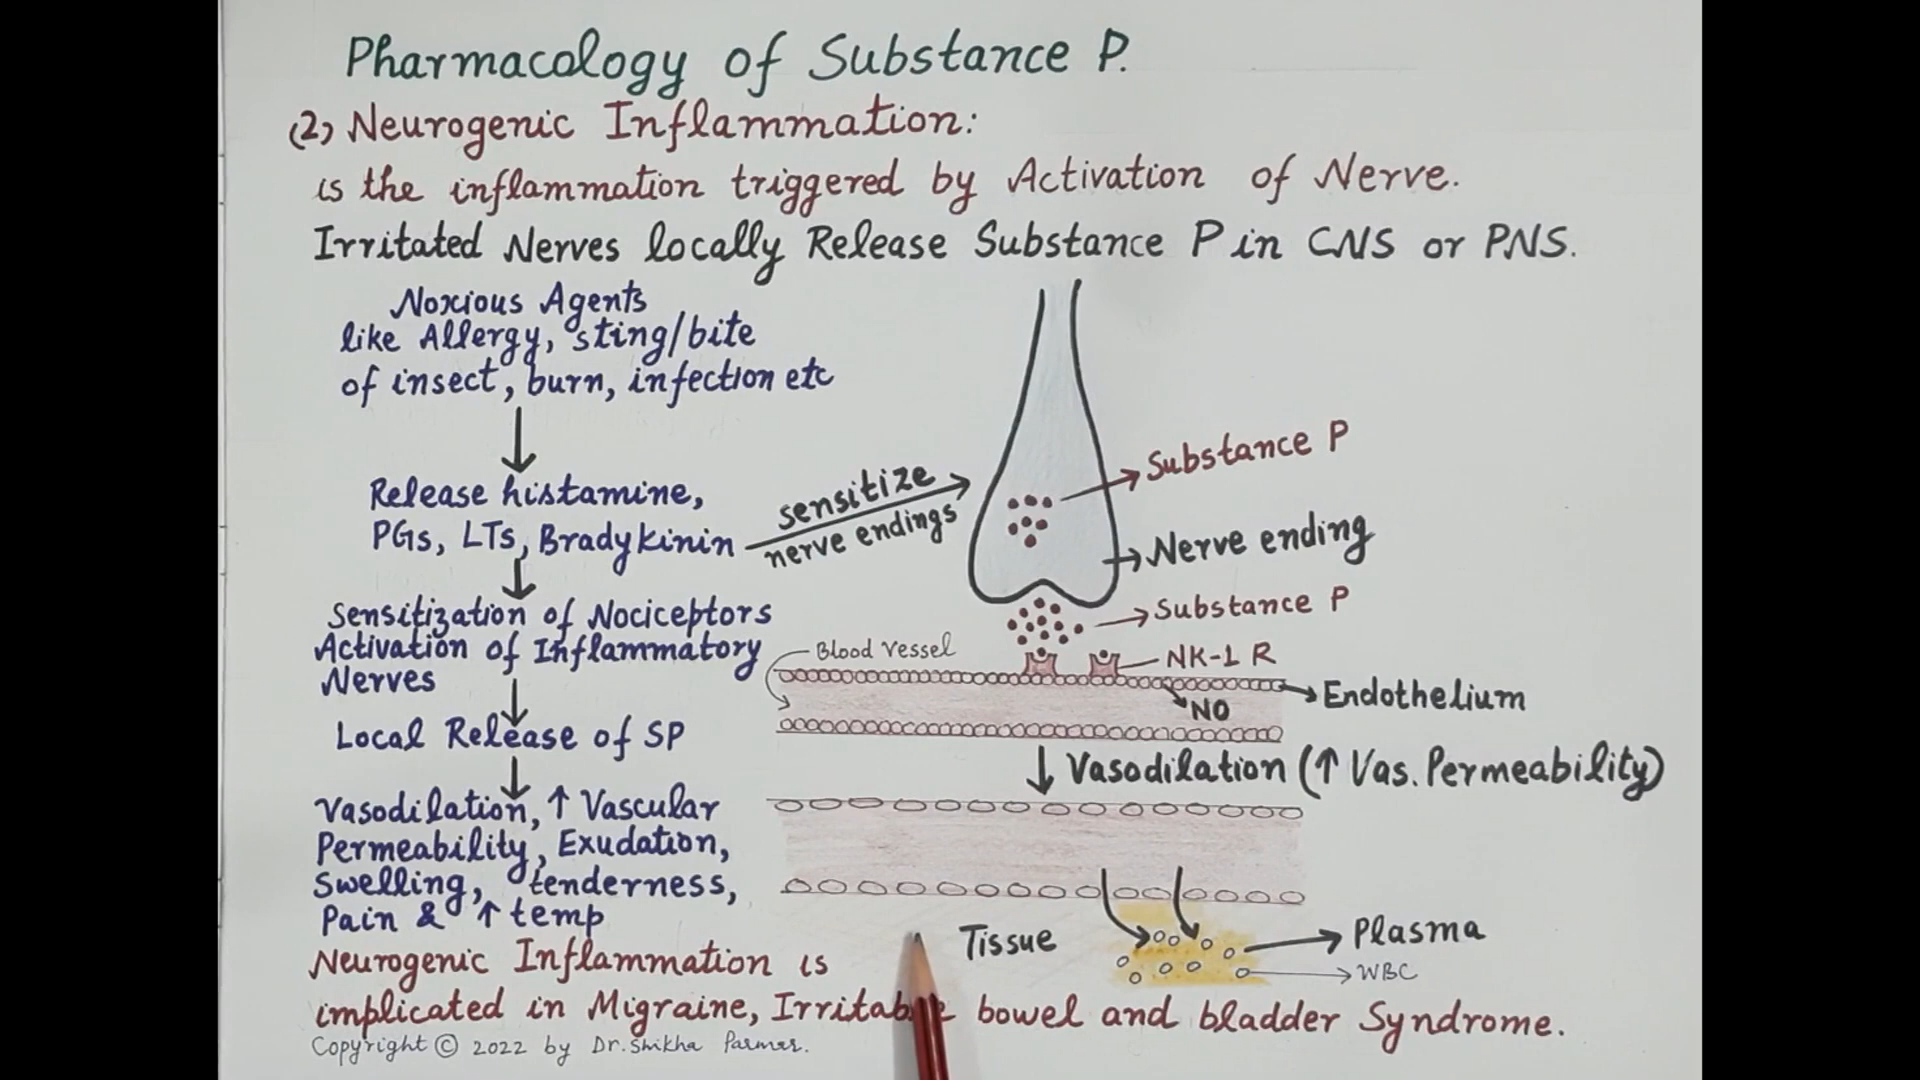 Pharmacology of Substance P.
(2) Neurogenic Inflammation:
is the inflammation triggered by Activation of Nerve.
Irritated Nerves locally Release Substance P in CNS or PNS.
Noxious Agents
like Allergy, sting/bite
of insect, burn, infection etc
Release histamine,
PGs, LTs, Bradykinin
sensitize
nerve endings
Sensitization of Nociceptors
Activation of Inflammatory
Nerves
Local Release of SP
Vasodilation, ↑ Vascular
Permeability, Exudation,
Swelling, tenderness,
Pain & ↑ temp
Substance P
Nerve ending
Substance P
Blood Vessel
NK-1 R
Endothelium
NO
Vasodilation (↑ Vas. Permeability)
Tissue
Plasma
WBC
Neurogenic Inflammation is
implicated in Migraine, Irritable bowel and bladder Syndrome.
Copyright © 2022 by Dr. Shikha Parmar.